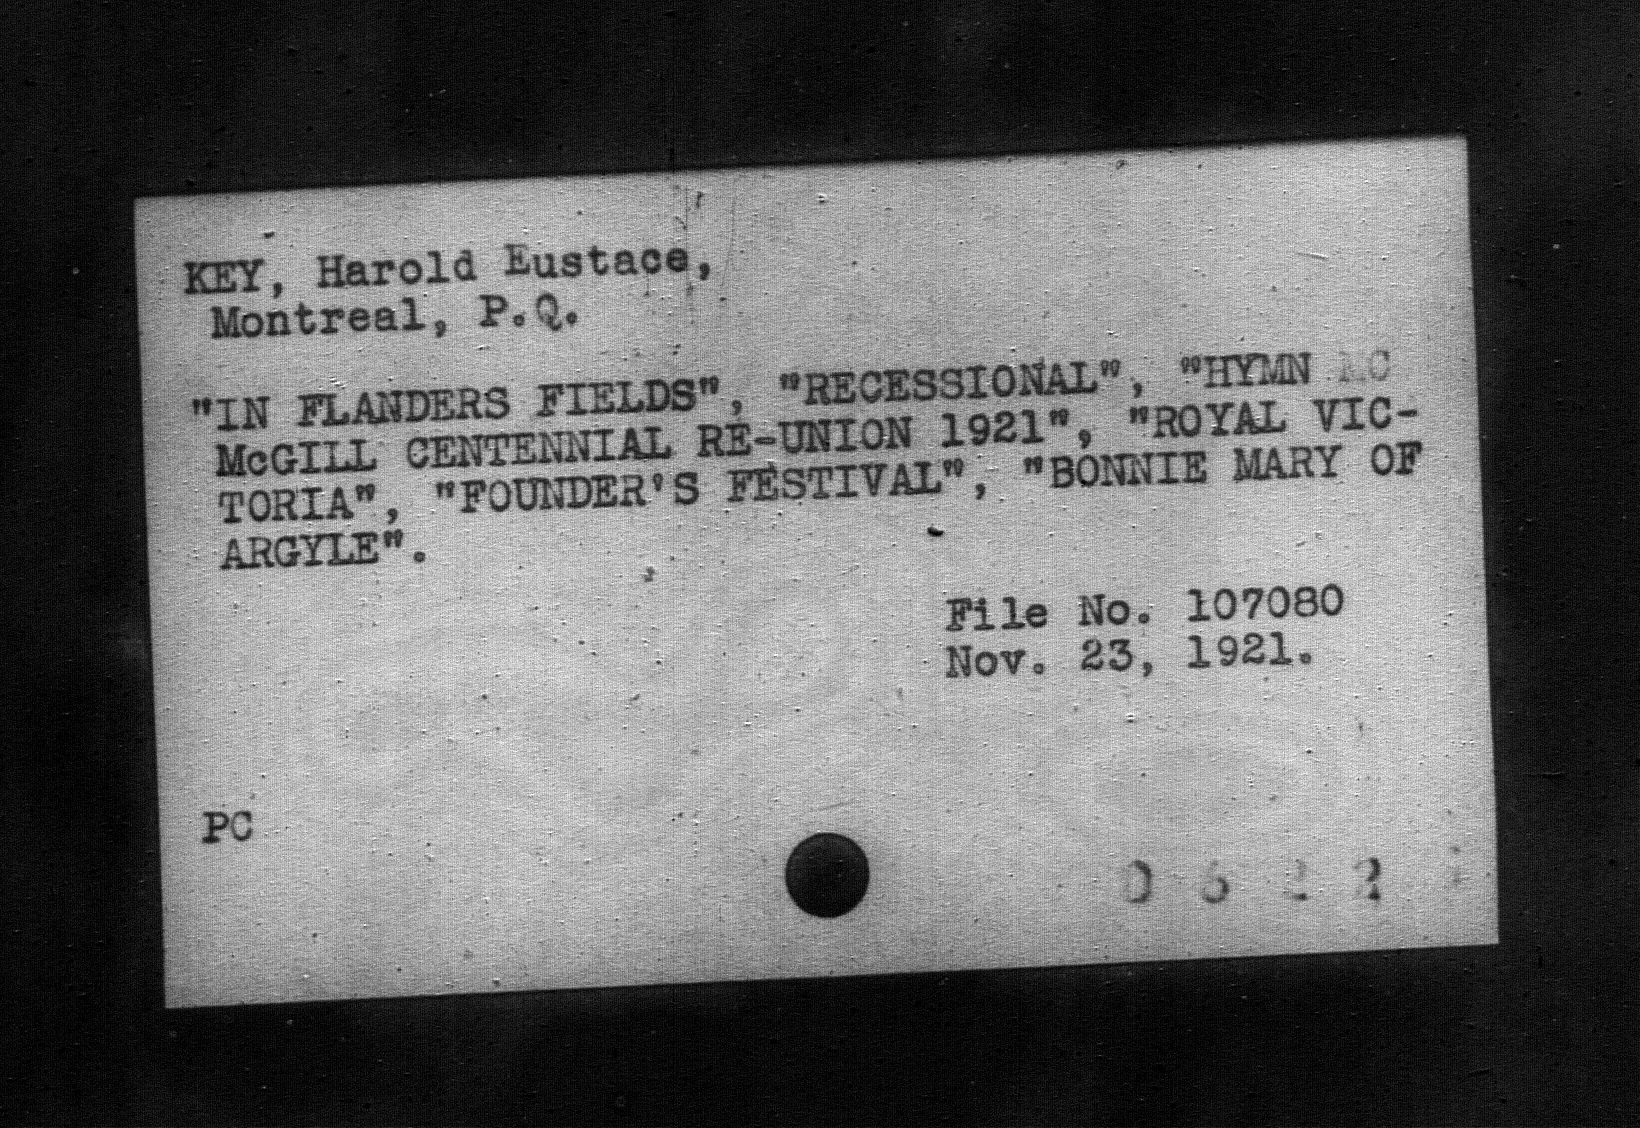 KEY, Harold Eustace,
Montreal, P.Q.
"IN FLANDERS FIELDS", "RECESSIONAL", "HYMN
McGILL CENTENNIAL RE-UNION 1921", "ROYAL VIC-
TORIA", "FOUNDER'S FESTIVAL", "BONNIE MARY OF
ARGYLE".
File No. 107080
Nov. 23, 1921.
PC